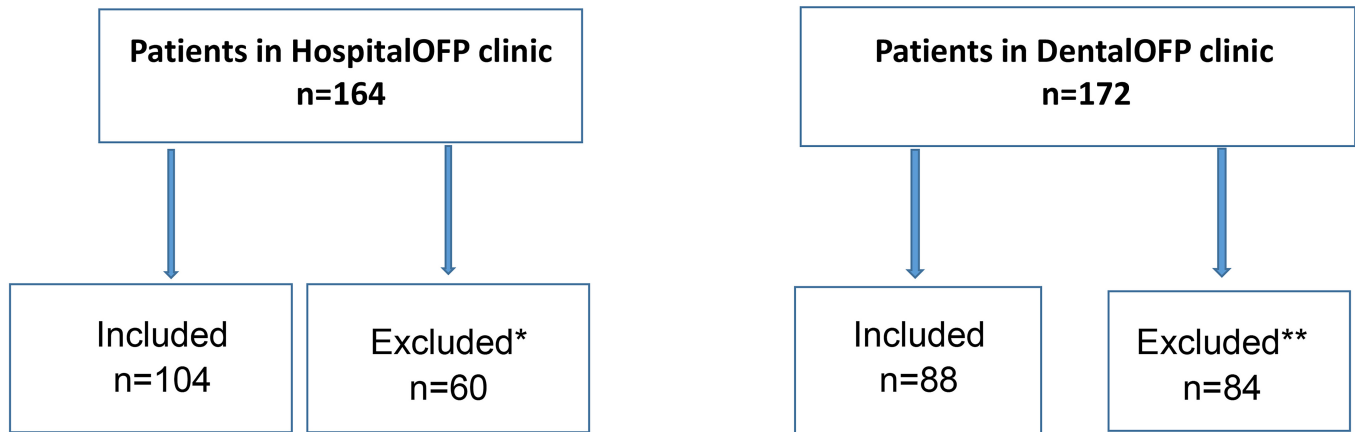 Patients in HospitalOFP clinic
n=164
Patients in DentalOFP clinic
n=172
Included
n=104
Excluded*
n=60
Included
n=88
Excluded**
n=84